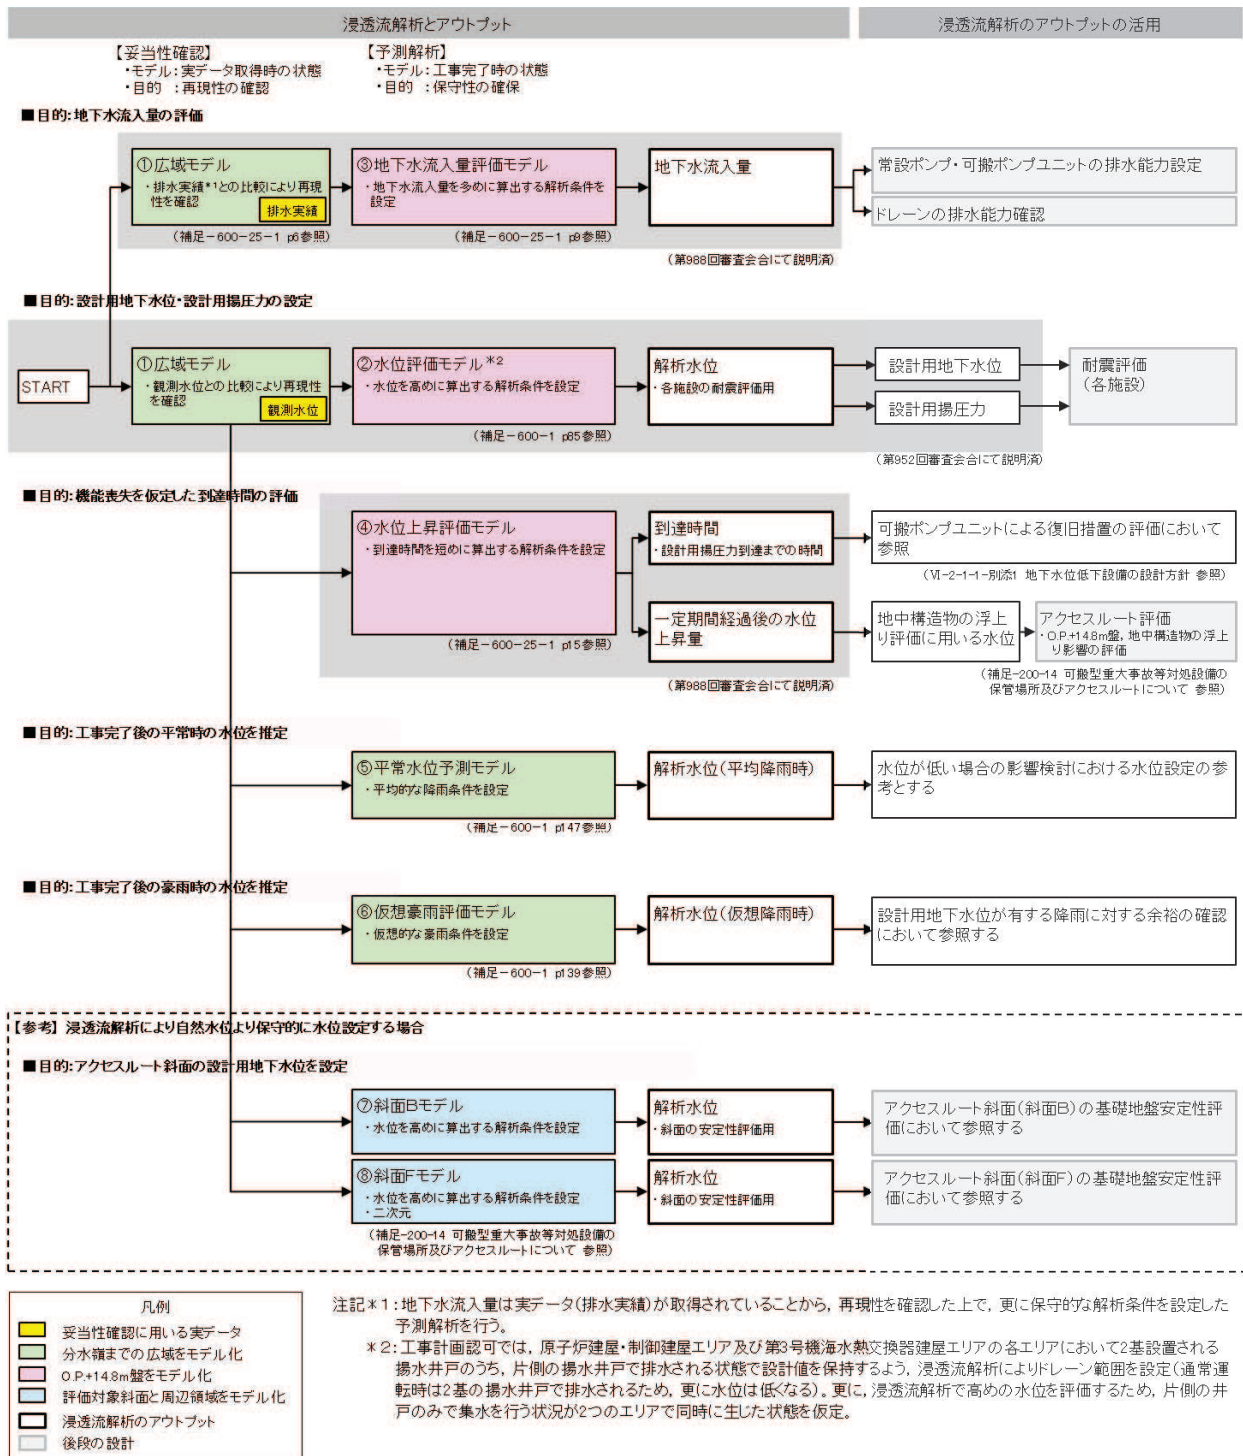 浸透流解析とアウトプット
浸透流解析のアウトプットの活用
【妥当性確認】
・モデル：実データ取得時の状態
・目的　：再現性の確認
【予測解析】
・モデル：工事完了時の状態
・目的　：保守性の確保
■目的：地下水流入量の評価
①広域モデル
・排水実績*1との比較により再現
性を確認
排水実績
(補足-600-25-1 p6参照)
③地下水流入量評価モデル
・地下水流入量を多めに算出する解析条件を
設定
(補足-600-25-1 p9参照)
地下水流入量
(第988回審査会合にて説明済)
常設ポンプ・可搬ポンプユニットの排水能力設定
ドレーンの排水能力確認
■目的：設計用地下水位・設計用揚圧力の設定
START
①広域モデル
・観測水位との比較により再現性
を確認
観測水位
②水位評価モデル*2
・水位を高めに算出する解析条件を設定
(補足-600-1 p85参照)
解析水位
・各施設の耐震評価用
設計用地下水位
設計用揚圧力
耐震評価
(各施設)
(第952回審査会合にて説明済)
■目的：機能喪失を仮定した到達時間の評価
④水位上昇評価モデル
・到達時間を短めに算出する解析条件を設定
(補足-600-25-1 p15参照)
到達時間
・設計用揚圧力到達までの時間
一定期間経過後の水位
上昇量
(第988回審査会合にて説明済)
可搬ポンプユニットによる復旧措置の評価において
参照
(Ⅵ-2-1-1-別添1 地下水位低下設備の設計方針 参照)
地中構造物の浮上
り評価に用いる水位
アクセスルート評価
・O.P.+14.8m盤，地中構造物の浮上
り影響の評価
(補足-200-14 可搬型重大事故等対処設備の
保管場所及びアクセスルートについて 参照)
■目的：工事完了後の平常時の水位を推定
⑤平常水位予測モデル
・平均的な降雨条件を設定
(補足-600-1 p147参照)
解析水位(平均降雨時)
水位が低い場合の影響検討における水位設定の参
考とする
■目的：工事完了後の豪雨時の水位を推定
⑥仮想豪雨評価モデル
・仮想的な豪雨条件を設定
(補足-600-1 p139参照)
解析水位(仮想降雨時)
設計用地下水位が有する降雨に対する余裕の確認
において参照する
【参考】浸透流解析により自然水位より保守的に水位設定する場合
■目的：アクセスルート斜面の設計用地下水位を設定
⑦斜面Bモデル
・水位を高めに算出する解析条件を設定
解析水位
・斜面の安定性評価用
アクセスルート斜面(斜面B)の基礎地盤安定性評
価において参照する
⑧斜面Fモデル
・水位を高めに算出する解析条件を設定
・二次元
(補足-200-14 可搬型重大事故等対処設備の
保管場所及びアクセスルートについて 参照)
解析水位
・斜面の安定性評価用
アクセスルート斜面(斜面F)の基礎地盤安定性評
価において参照する
凡例
妥当性確認に用いる実データ
分水嶺までの広域をモデル化
O.P.+14.8m盤をモデル化
評価対象斜面と周辺領域をモデル化
浸透流解析のアウトプット
後段の設計
注記＊1：地下水流入量は実データ(排水実績)が取得されていることから，再現性を確認した上で，更に保守的な解析条件を設定した
予測解析を行う。
＊2：工事計画認可では，原子炉建屋・制御建屋エリア及び第3号機海水熱交換器建屋エリアの各エリアにおいて2基設置される
揚水井戸のうち，片側の揚水井戸で排水される状態で設計値を保持するよう，浸透流解析によりドレーン範囲を設定(通常運
転時は2基の揚水井戸で排水されるため，更に水位は低くなる)。更に，浸透流解析で高めの水位を評価するため，片側の井
戸のみで集水を行う状況が2つのエリアで同時に生じた状態を仮定。